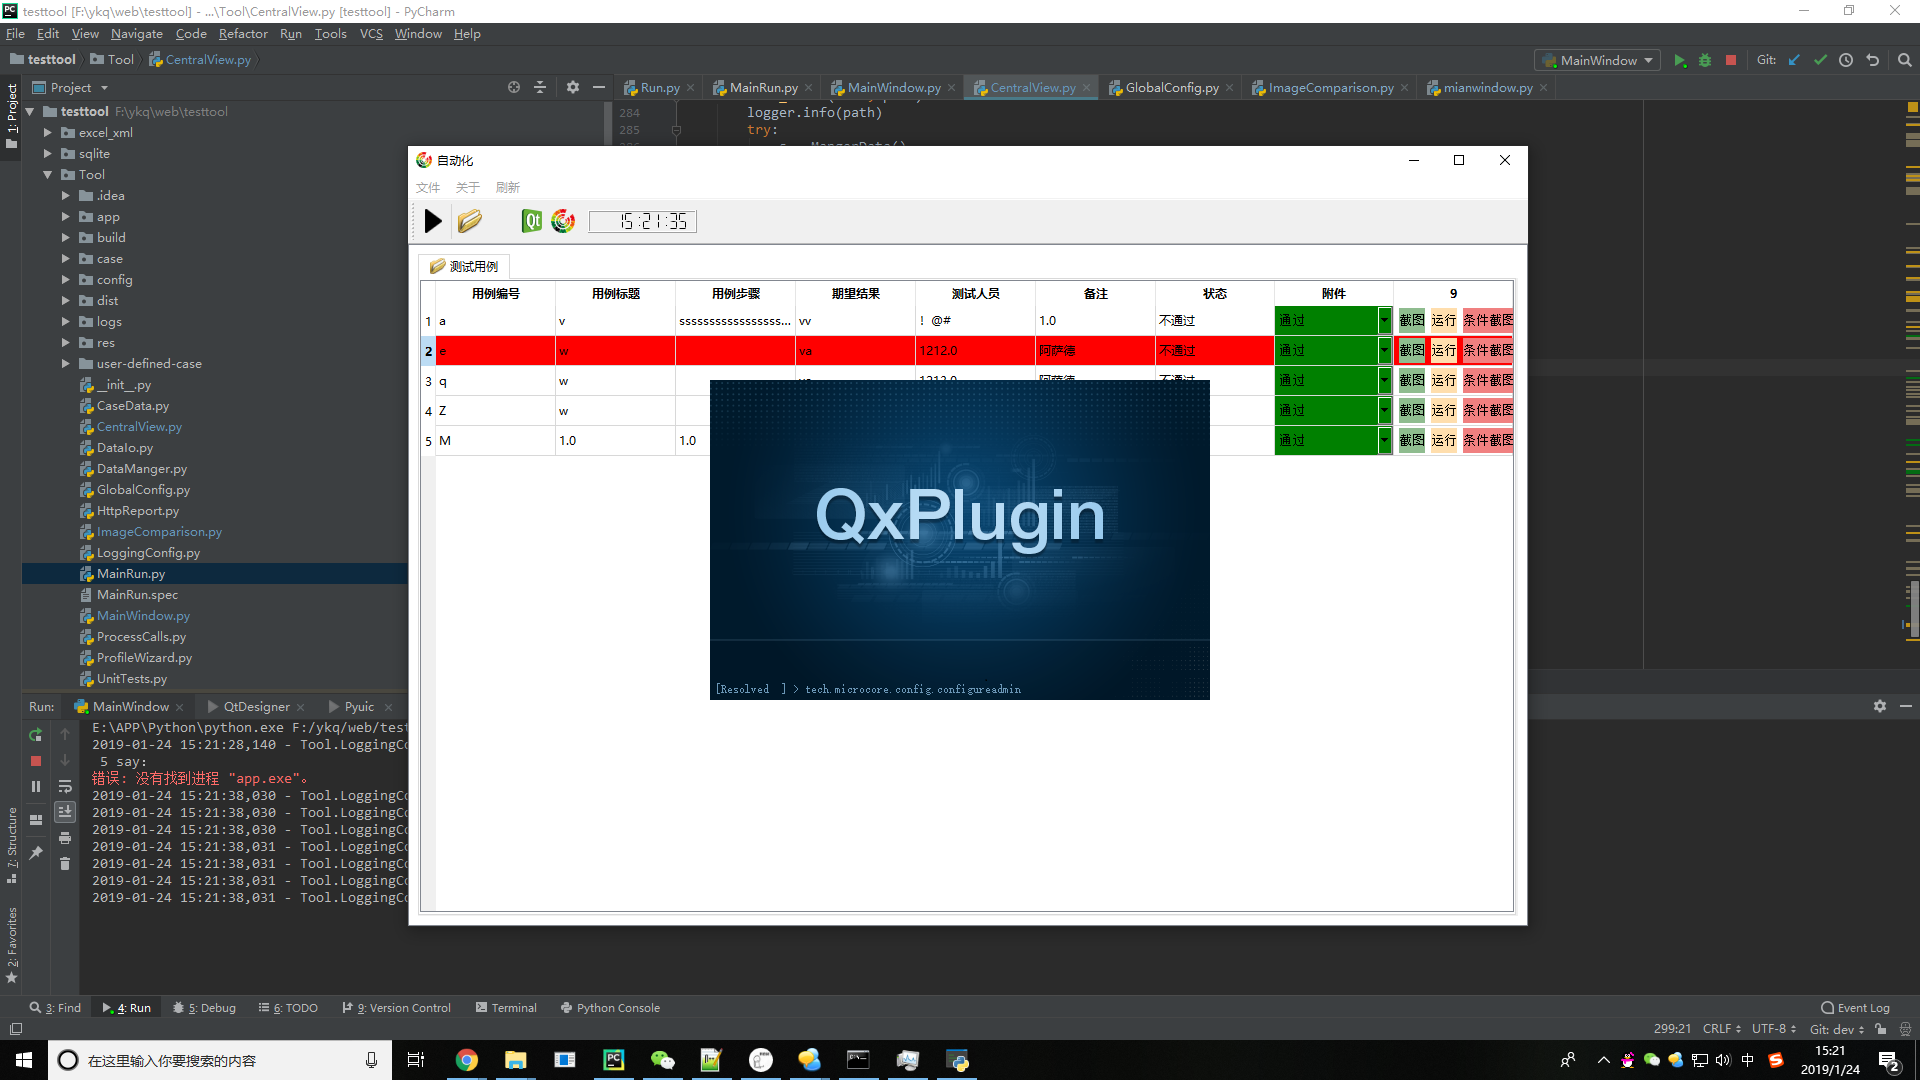 testtool [F:\ykq\web\testtool] - ...\Tool\CentralView.py [testtool] - PyCharm
File Edit View Navigate Code Refactor Run Tools VCS Window Help
testtool Tool CentralView.py MainWindow Git:
Project Run.py MainRun.py MainWindow.py CentralView.py GlobalConfig.py ImageComparison.py mianwindow.py
1: Project
testtool F:\ykq\web\testtool
excel_xml
sqlite
Tool
.idea
app
build
case
config
dist
logs
res
user-defined-case
__init__.py
CaseData.py
CentralView.py
DataIo.py
DataManger.py
GlobalConfig.py
HttpReport.py
ImageComparison.py
LoggingConfig.py
MainRun.py
MainRun.spec
MainWindow.py
ProcessCalls.py
ProfileWizard.py
UnitTests.py
284 logger.info(path)
285 try:
自动化
文件 关于 刷新
Qt 15:21:35
测试用例
用例编号 用例标题 用例步骤 期望结果 测试人员 备注 状态 附件 9
1 a v sssssssssssssssss... vv ! @# 1.0 不通过 通过 截图 运行 条件截图
2 e w va 1212.0 阿萨德 不通过 通过 截图 运行 条件截图
3 q w 通过 截图 运行 条件截图
4 Z w 通过 截图 运行 条件截图
5 M 1.0 1.0 通过 截图 运行 条件截图
QxPlugin
[Resolved ] > tech.microcore.config.configureadmin
Run: MainWindow QtDesigner Pyuic
E:\APP\Python\python.exe F:/ykq/web/test
2019-01-24 15:21:28,140 - Tool.LoggingCo
5 say:
错误: 没有找到进程 "app.exe"。
2019-01-24 15:21:38,030 - Tool.LoggingCo
2019-01-24 15:21:38,030 - Tool.LoggingCo
2019-01-24 15:21:38,030 - Tool.LoggingCo
2019-01-24 15:21:38,031 - Tool.LoggingCo
2019-01-24 15:21:38,031 - Tool.LoggingCo
2019-01-24 15:21:38,031 - Tool.LoggingCo
2019-01-24 15:21:38,031 - Tool.LoggingCo
7: Structure
2: Favorites
3: Find 4: Run 5: Debug 6: TODO 9: Version Control Terminal Python Console Event Log
299:21 CRLF UTF-8 Git: dev
在这里输入你要搜索的内容
PC
中
15:21
2019/1/24
2